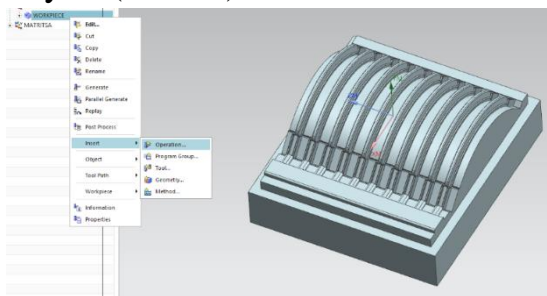 WORKPIECE
MATRITSA
Edit...
Cut
Copy
Delete
Rename
Generate
Parallel Generate
Replay
Post Process
Insert
Object
Tool Path
Workpiece
Information
Properties
Operation...
Program Group...
Tool...
Geometry...
Method...